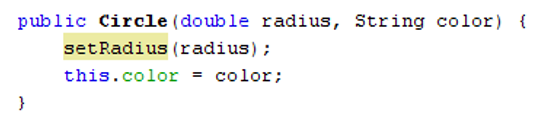 public Circle(double radius, String color) {
    setRadius(radius);
    this.color = color;
}